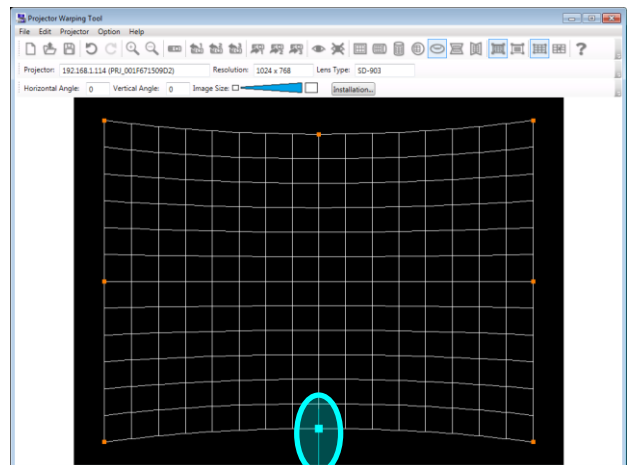 Projector Warping Tool
File Edit Projector Option Help
Projector: 192.168.1.114 (PRJ_001F671509D2) Resolution: 1024 x 768 Lens Type: SD-903
Horizontal Angle: 0 Vertical Angle: 0 Image Size: Installation...